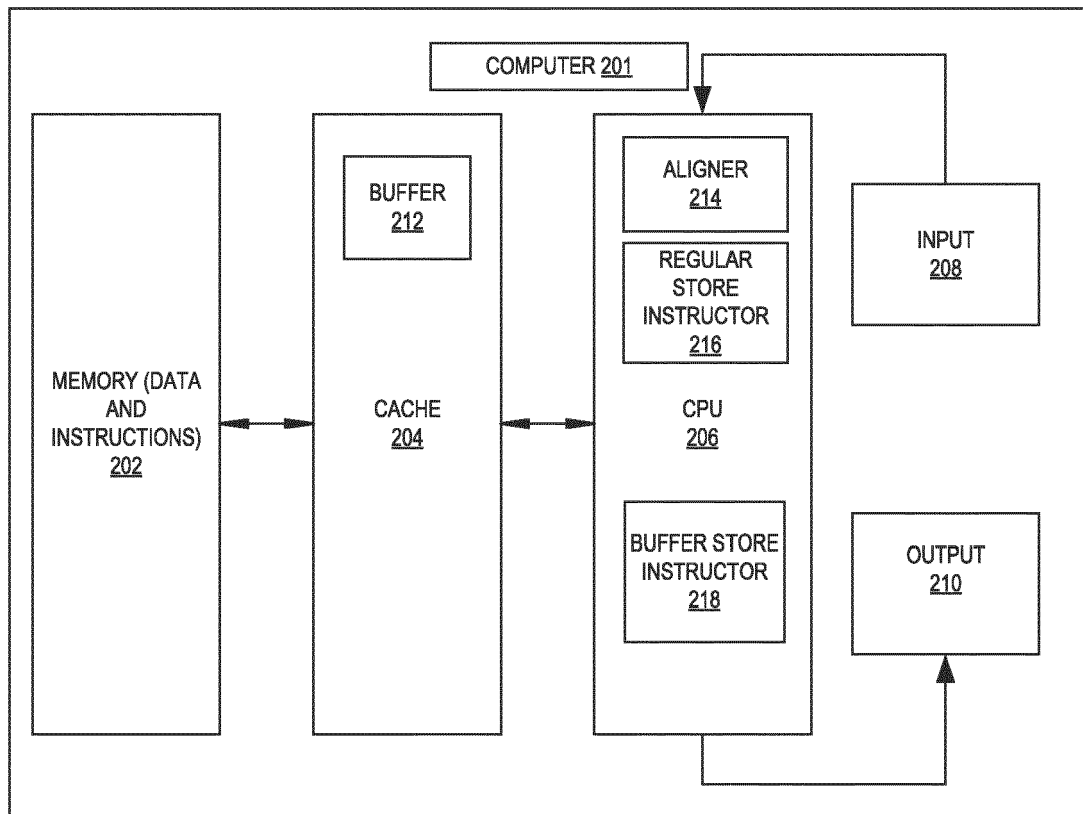 COMPUTER 201
MEMORY (DATA
AND
INSTRUCTIONS)
202
BUFFER
212
CACHE
204
ALIGNER
214
REGULAR
STORE
INSTRUCTOR
216
CPU
206
BUFFER STORE
INSTRUCTOR
218
INPUT
208
OUTPUT
210